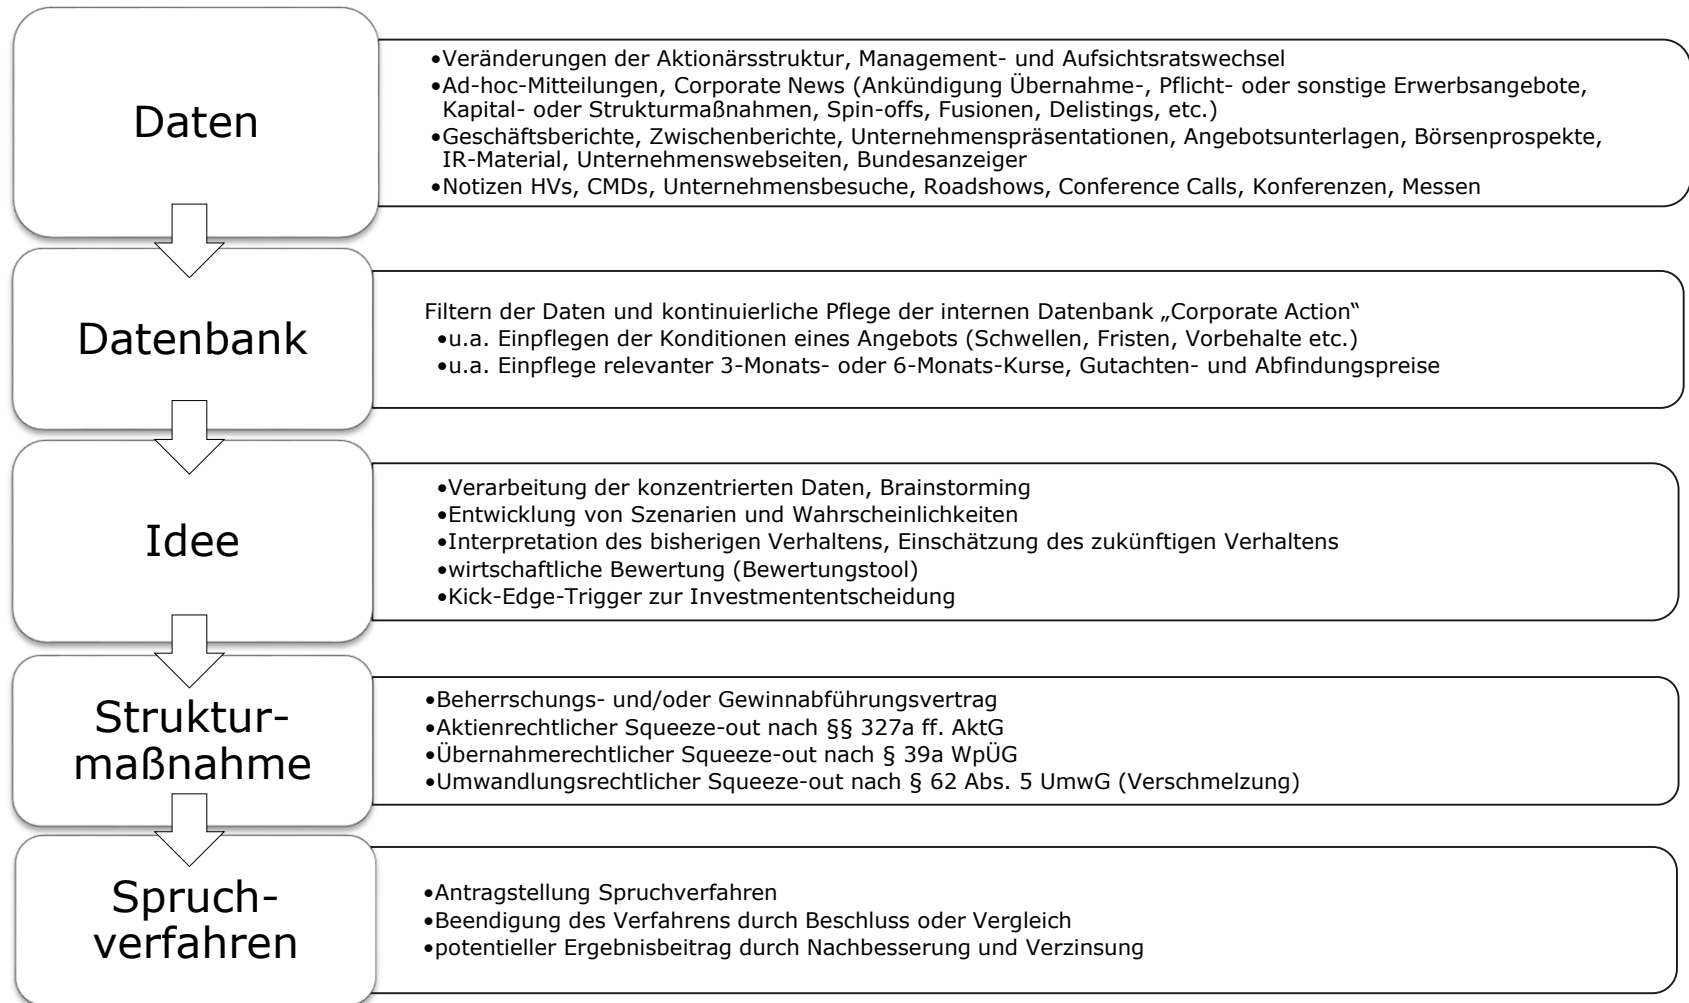 Daten
•Veränderungen der Aktionärsstruktur, Management- und Aufsichtsratswechsel
•Ad-hoc-Mitteilungen, Corporate News (Ankündigung Übernahme-, Pflicht- oder sonstige Erwerbsangebote,
Kapital- oder Strukturmaßnahmen, Spin-offs, Fusionen, Delistings, etc.)
•Geschäftsberichte, Zwischenberichte, Unternehmenspräsentationen, Angebotsunterlagen, Börsenprospekte,
IR-Material, Unternehmenswebseiten, Bundesanzeiger
•Notizen HVs, CMDs, Unternehmensbesuche, Roadshows, Conference Calls, Konferenzen, Messen
Datenbank
Filtern der Daten und kontinuierliche Pflege der internen Datenbank „Corporate Action“
•u.a. Einpflegen der Konditionen eines Angebots (Schwellen, Fristen, Vorbehalte etc.)
•u.a. Einpflege relevanter 3-Monats- oder 6-Monats-Kurse, Gutachten- und Abfindungspreise
Idee
•Verarbeitung der konzentrierten Daten, Brainstorming
•Entwicklung von Szenarien und Wahrscheinlichkeiten
•Interpretation des bisherigen Verhaltens, Einschätzung des zukünftigen Verhaltens
•wirtschaftliche Bewertung (Bewertungstool)
•Kick-Edge-Trigger zur Investmententscheidung
Struktur-
maßnahme
•Beherrschungs- und/oder Gewinnabführungsvertrag
•Aktienrechtlicher Squeeze-out nach §§ 327a ff. AktG
•Übernahmerechtlicher Squeeze-out nach § 39a WpÜG
•Umwandlungsrechtlicher Squeeze-out nach § 62 Abs. 5 UmwG (Verschmelzung)
Spruch-
verfahren
•Antragstellung Spruchverfahren
•Beendigung des Verfahrens durch Beschluss oder Vergleich
•potentieller Ergebnisbeitrag durch Nachbesserung und Verzinsung